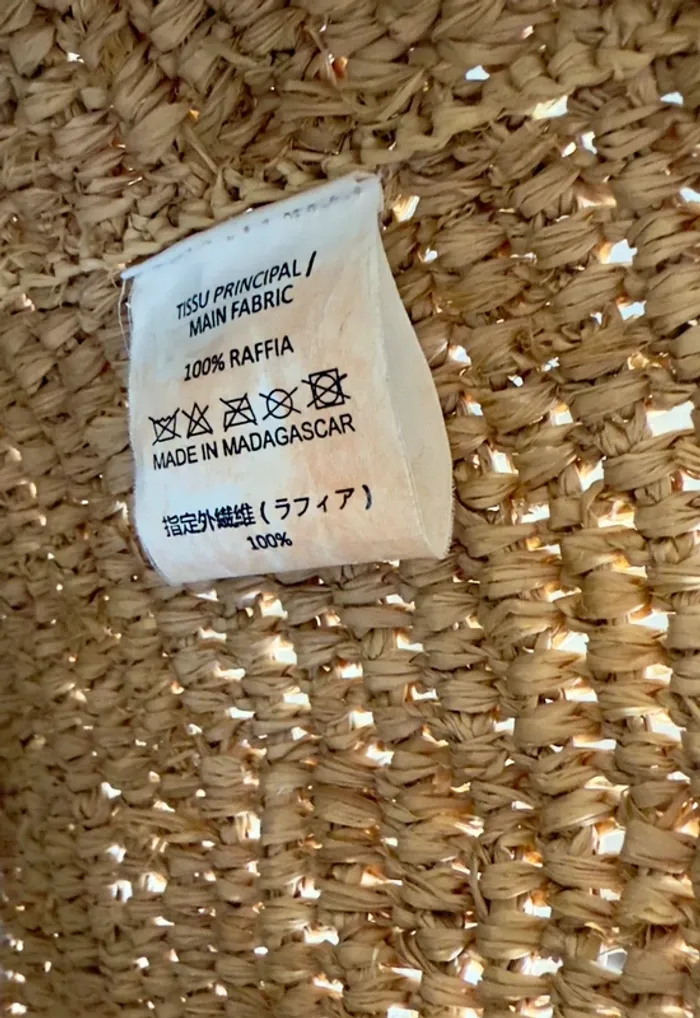 TISSU PRINCIPAL /
MAIN FABRIC
100% RAFFIA
MADE IN MADAGASCAR
指定外繊維 ( ラフィア )
100%